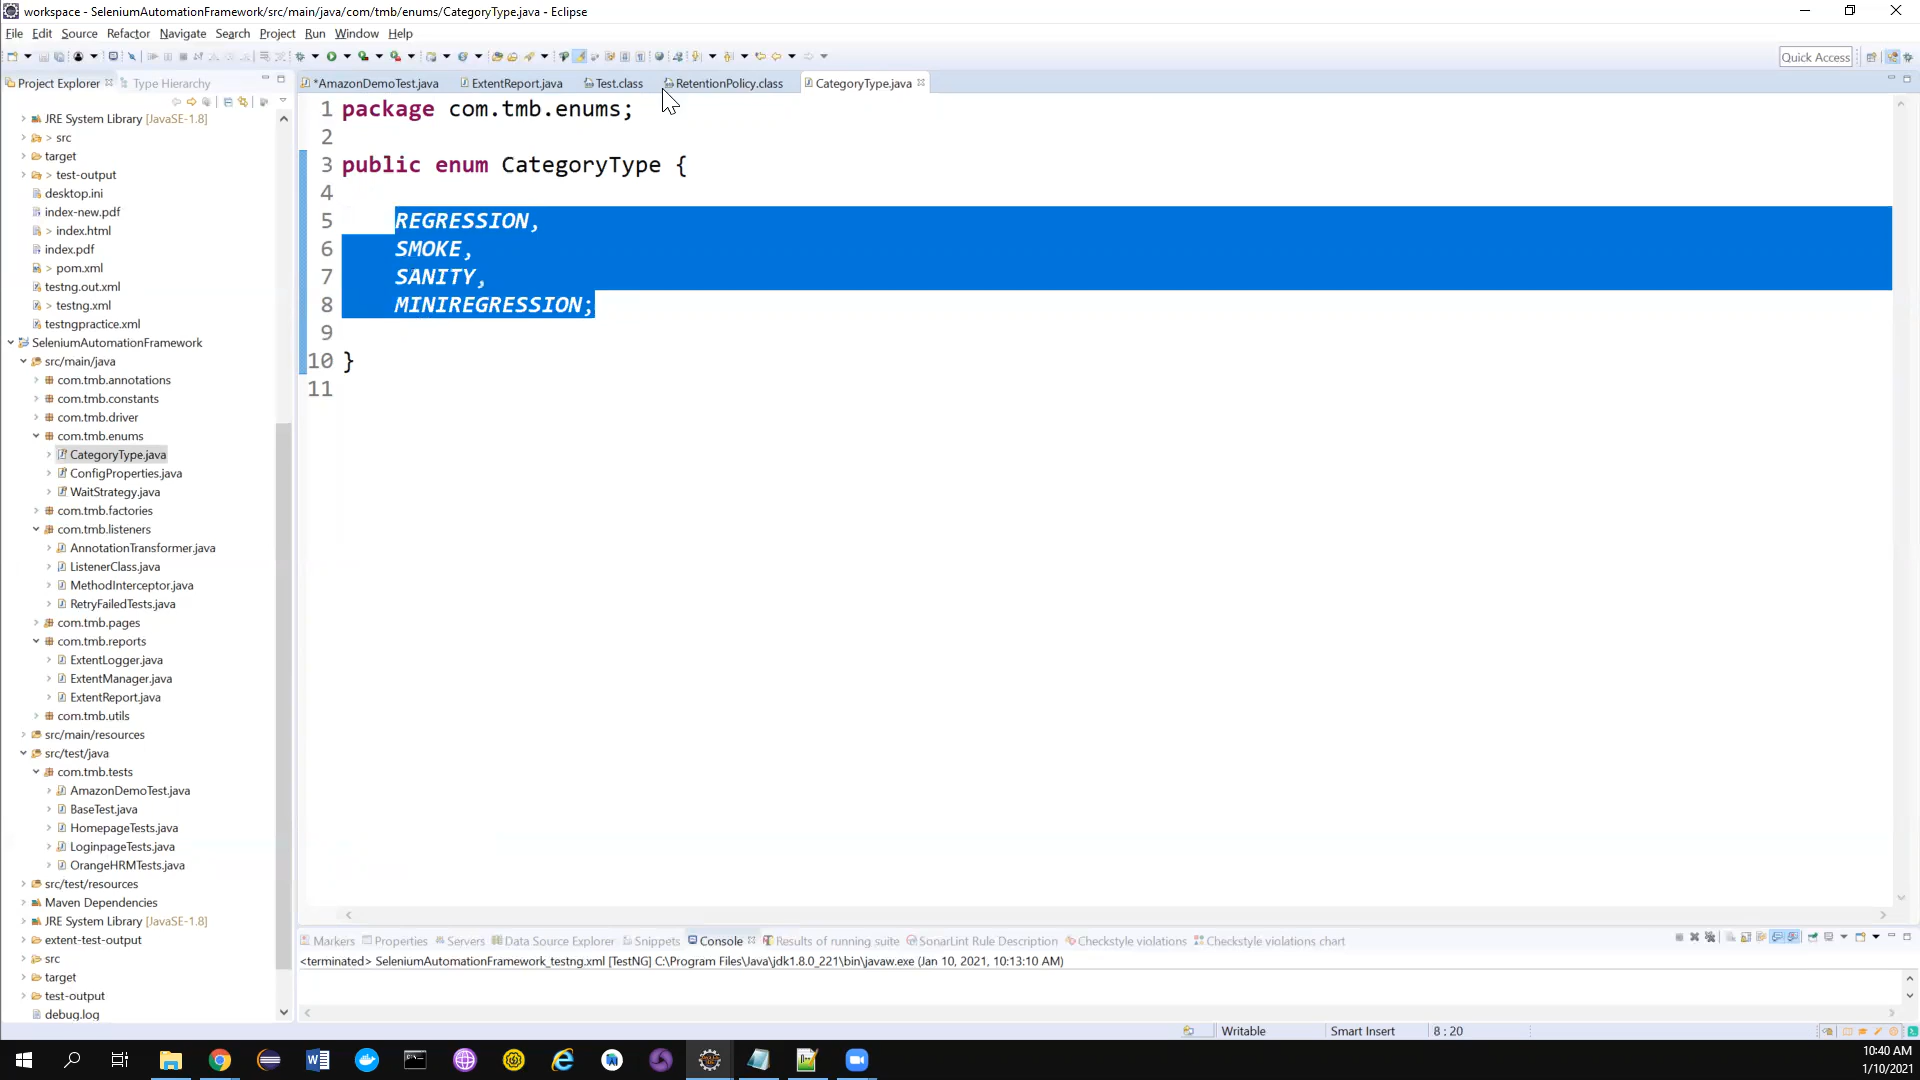 workspace - SeleniumAutomationFramework/src/main/java/com/tmb/enums/CategoryType.java - Eclipse
File Edit Source Refactor Navigate Search Project Run Window Help
Quick Access
Project Explorer Type Hierarchy
*AmazonDemoTest.java ExtentReport.java Test.class RetentionPolicy.class CategoryType.java
JRE System Library [JavaSE-1.8]
> src
target
> test-output
desktop.ini
index-new.pdf
> index.html
index.pdf
> pom.xml
testng.out.xml
> testng.xml
testngpractice.xml
SeleniumAutomationFramework
src/main/java
com.tmb.annotations
com.tmb.constants
com.tmb.driver
com.tmb.enums
CategoryType.java
ConfigProperties.java
WaitStrategy.java
com.tmb.factories
com.tmb.listeners
AnnotationTransformer.java
ListenerClass.java
MethodInterceptor.java
RetryFailedTests.java
com.tmb.pages
com.tmb.reports
ExtentLogger.java
ExtentManager.java
ExtentReport.java
com.tmb.utils
src/main/resources
src/test/java
com.tmb.tests
AmazonDemoTest.java
BaseTest.java
HomepageTests.java
LoginpageTests.java
OrangeHRMTests.java
src/test/resources
Maven Dependencies
JRE System Library [JavaSE-1.8]
extent-test-output
src
target
test-output
debug.log
1 package com.tmb.enums;
2
3 public enum CategoryType {
4
5 REGRESSION,
6 SMOKE,
7 SANITY,
8 MINIREGRESSION;
9
10 }
11
Markers Properties Servers Data Source Explorer Snippets Console Results of running suite SonarLint Rule Description Checkstyle violations Checkstyle violations chart
<terminated> SeleniumAutomationFramework_testng.xml [TestNG] C:\Program Files\Java\jdk1.8.0_221\bin\javaw.exe (Jan 10, 2021, 10:13:10 AM)
Writable Smart Insert 8 : 20
10:40 AM
1/10/2021